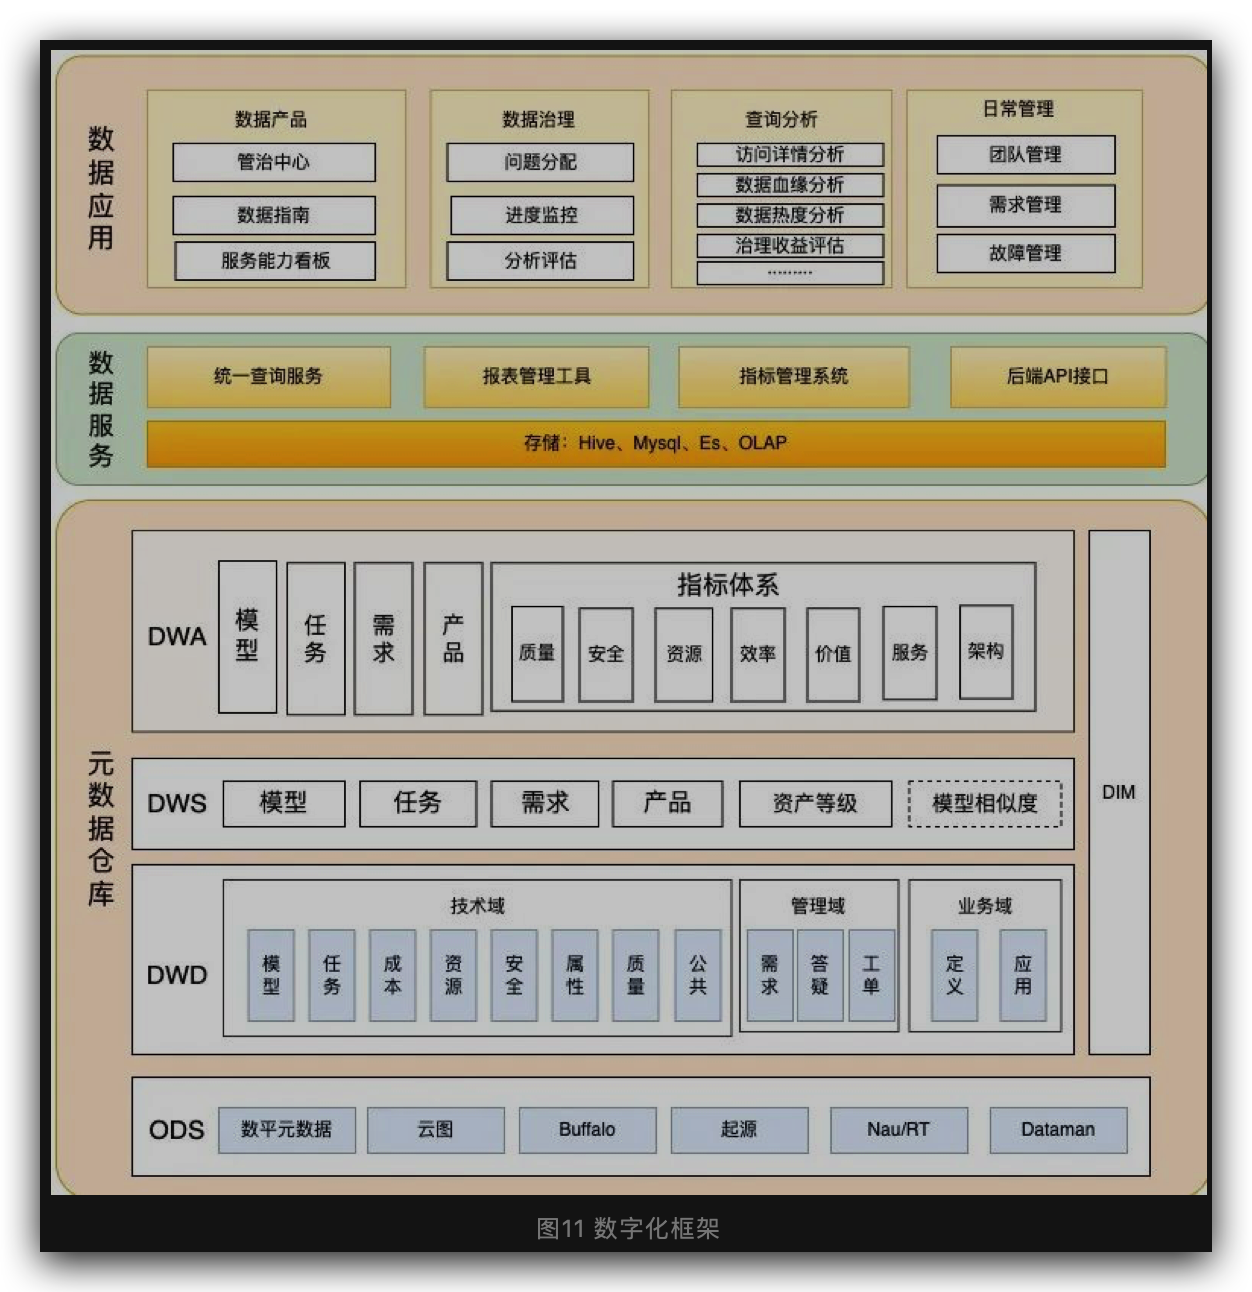 数据应用
数据产品
管治中心
数据指南
服务能力看板
数据治理
问题分配
进度监控
分析评估
查询分析
访问详情分析
数据血缘分析
数据热度分析
治理收益评估
.........
日常管理
团队管理
需求管理
故障管理
数据服务
统一查询服务
报表管理工具
指标管理系统
后端API接口
存储：Hive、Mysql、Es、OLAP
元数据仓库
DWA
模型
任务
需求
产品
指标体系
质量
安全
资源
效率
价值
服务
架构
DWS
模型
任务
需求
产品
资产等级
模型相似度
DIM
DWD
技术域
模型
任务
成本
资源
安全
属性
质量
公共
管理域
需求
答疑
工单
业务域
定义
应用
ODS
数平元数据
云图
Buffalo
起源
Nau/RT
Dataman
图11 数字化框架